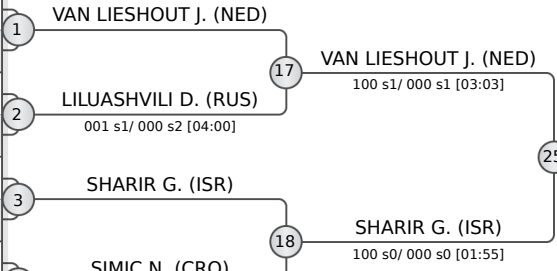 1
VAN LIESHOUT J. (NED)
17
VAN LIESHOUT J. (NED)
100 s1/ 000 s1 [03:03]
2
LILUASHVILI D. (RUS)
001 s1/ 000 s2 [04:00]
25
3
SHARIR G. (ISR)
18
SHARIR G. (ISR)
100 s0/ 000 s0 [01:55]
SIMIC N. (CRO)